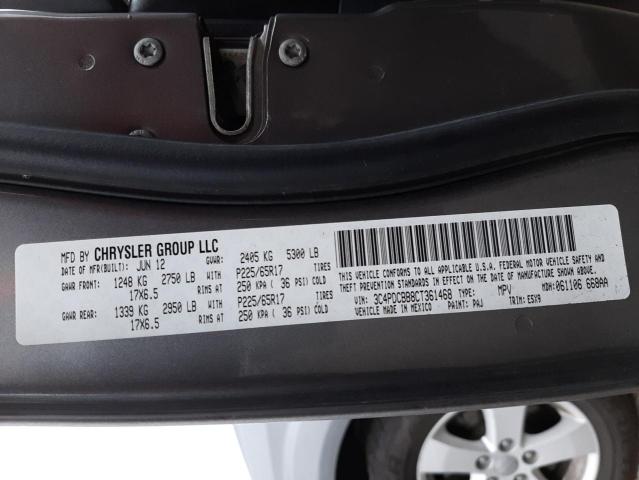 MFD BY CHRYSLER GROUP LLC
DATE OF MFR(BUILT): JUN 12 GVWR: 2405 KG 5300 LB
GAWR FRONT: 1248 KG 2750 LB WITH P225/65R17 TIRES
17X6.5 RIMS AT 250 KPA ( 36 PSI) COLD
GAWR REAR: 1339 KG 2950 LB WITH P225/65R17 TIRES
17X6.5 RIMS AT 250 KPA ( 36 PSI) COLD
THIS VEHICLE CONFORMS TO ALL APPLICABLE U.S.A. FEDERAL MOTOR VEHICLE SAFETY AND
THEFT PREVENTION STANDARDS IN EFFECT ON THE DATE OF MANUFACTURE SHOWN ABOVE.
VIN: 3C4PDCBB8CT361468 TYPE: MPV MDH: 061106 668AA
VEHICLE MADE IN MEXICO PAINT: PAJ TRIM: E5X9